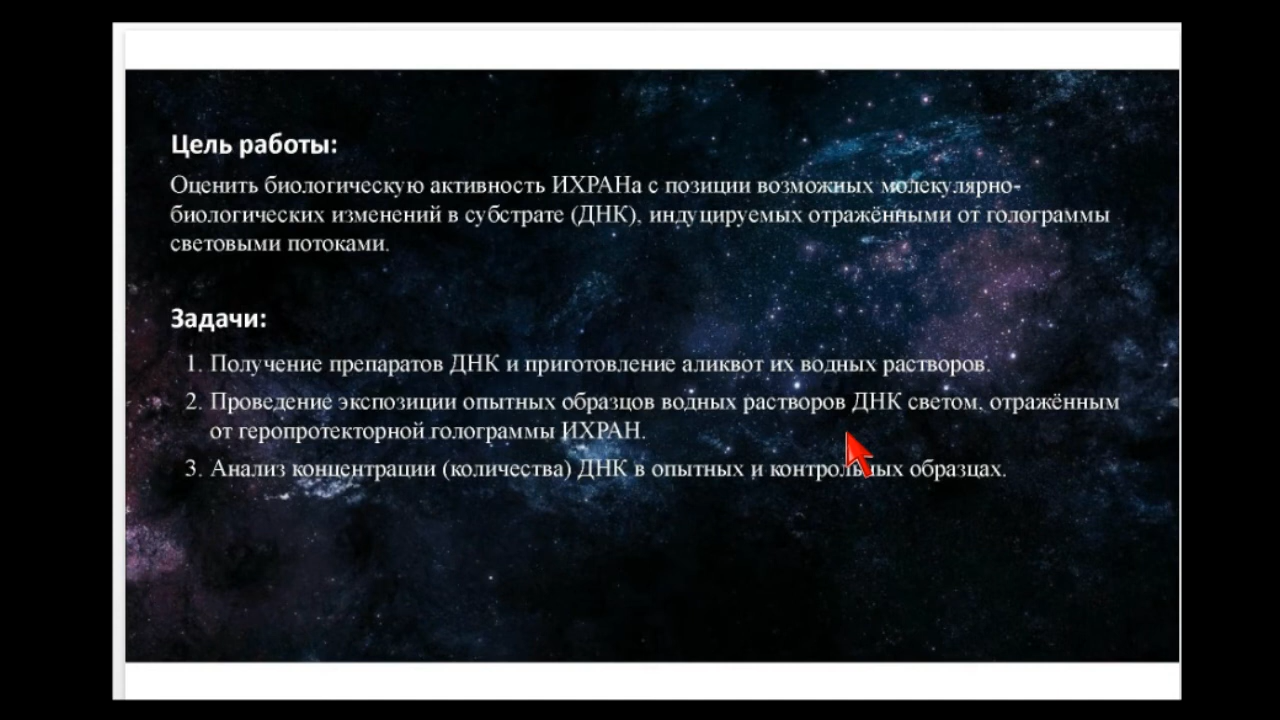 Цель работы:
Оценить биологическую активность ИХРАНа с позиции возможных молекулярно-
биологических изменений в субстрате (ДНК), индуцируемых отражёнными от голограммы
световыми потоками.
Задачи:
1. Получение препаратов ДНК и приготовление аликвот их водных растворов.
2. Проведение экспозиции опытных образцов водных растворов ДНК светом, отражённым
от геропротекторной голограммы ИХРАН.
3. Анализ концентрации (количества) ДНК в опытных и контрольных образцах.